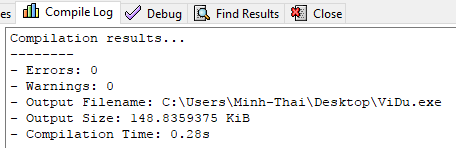 es Compile Log Debug Find Results Close
Compilation results...
--------
- Errors: 0
- Warnings: 0
- Output Filename: C:\Users\Minh-Thai\Desktop\ViDu.exe
- Output Size: 148.8359375 KiB
- Compilation Time: 0.28s